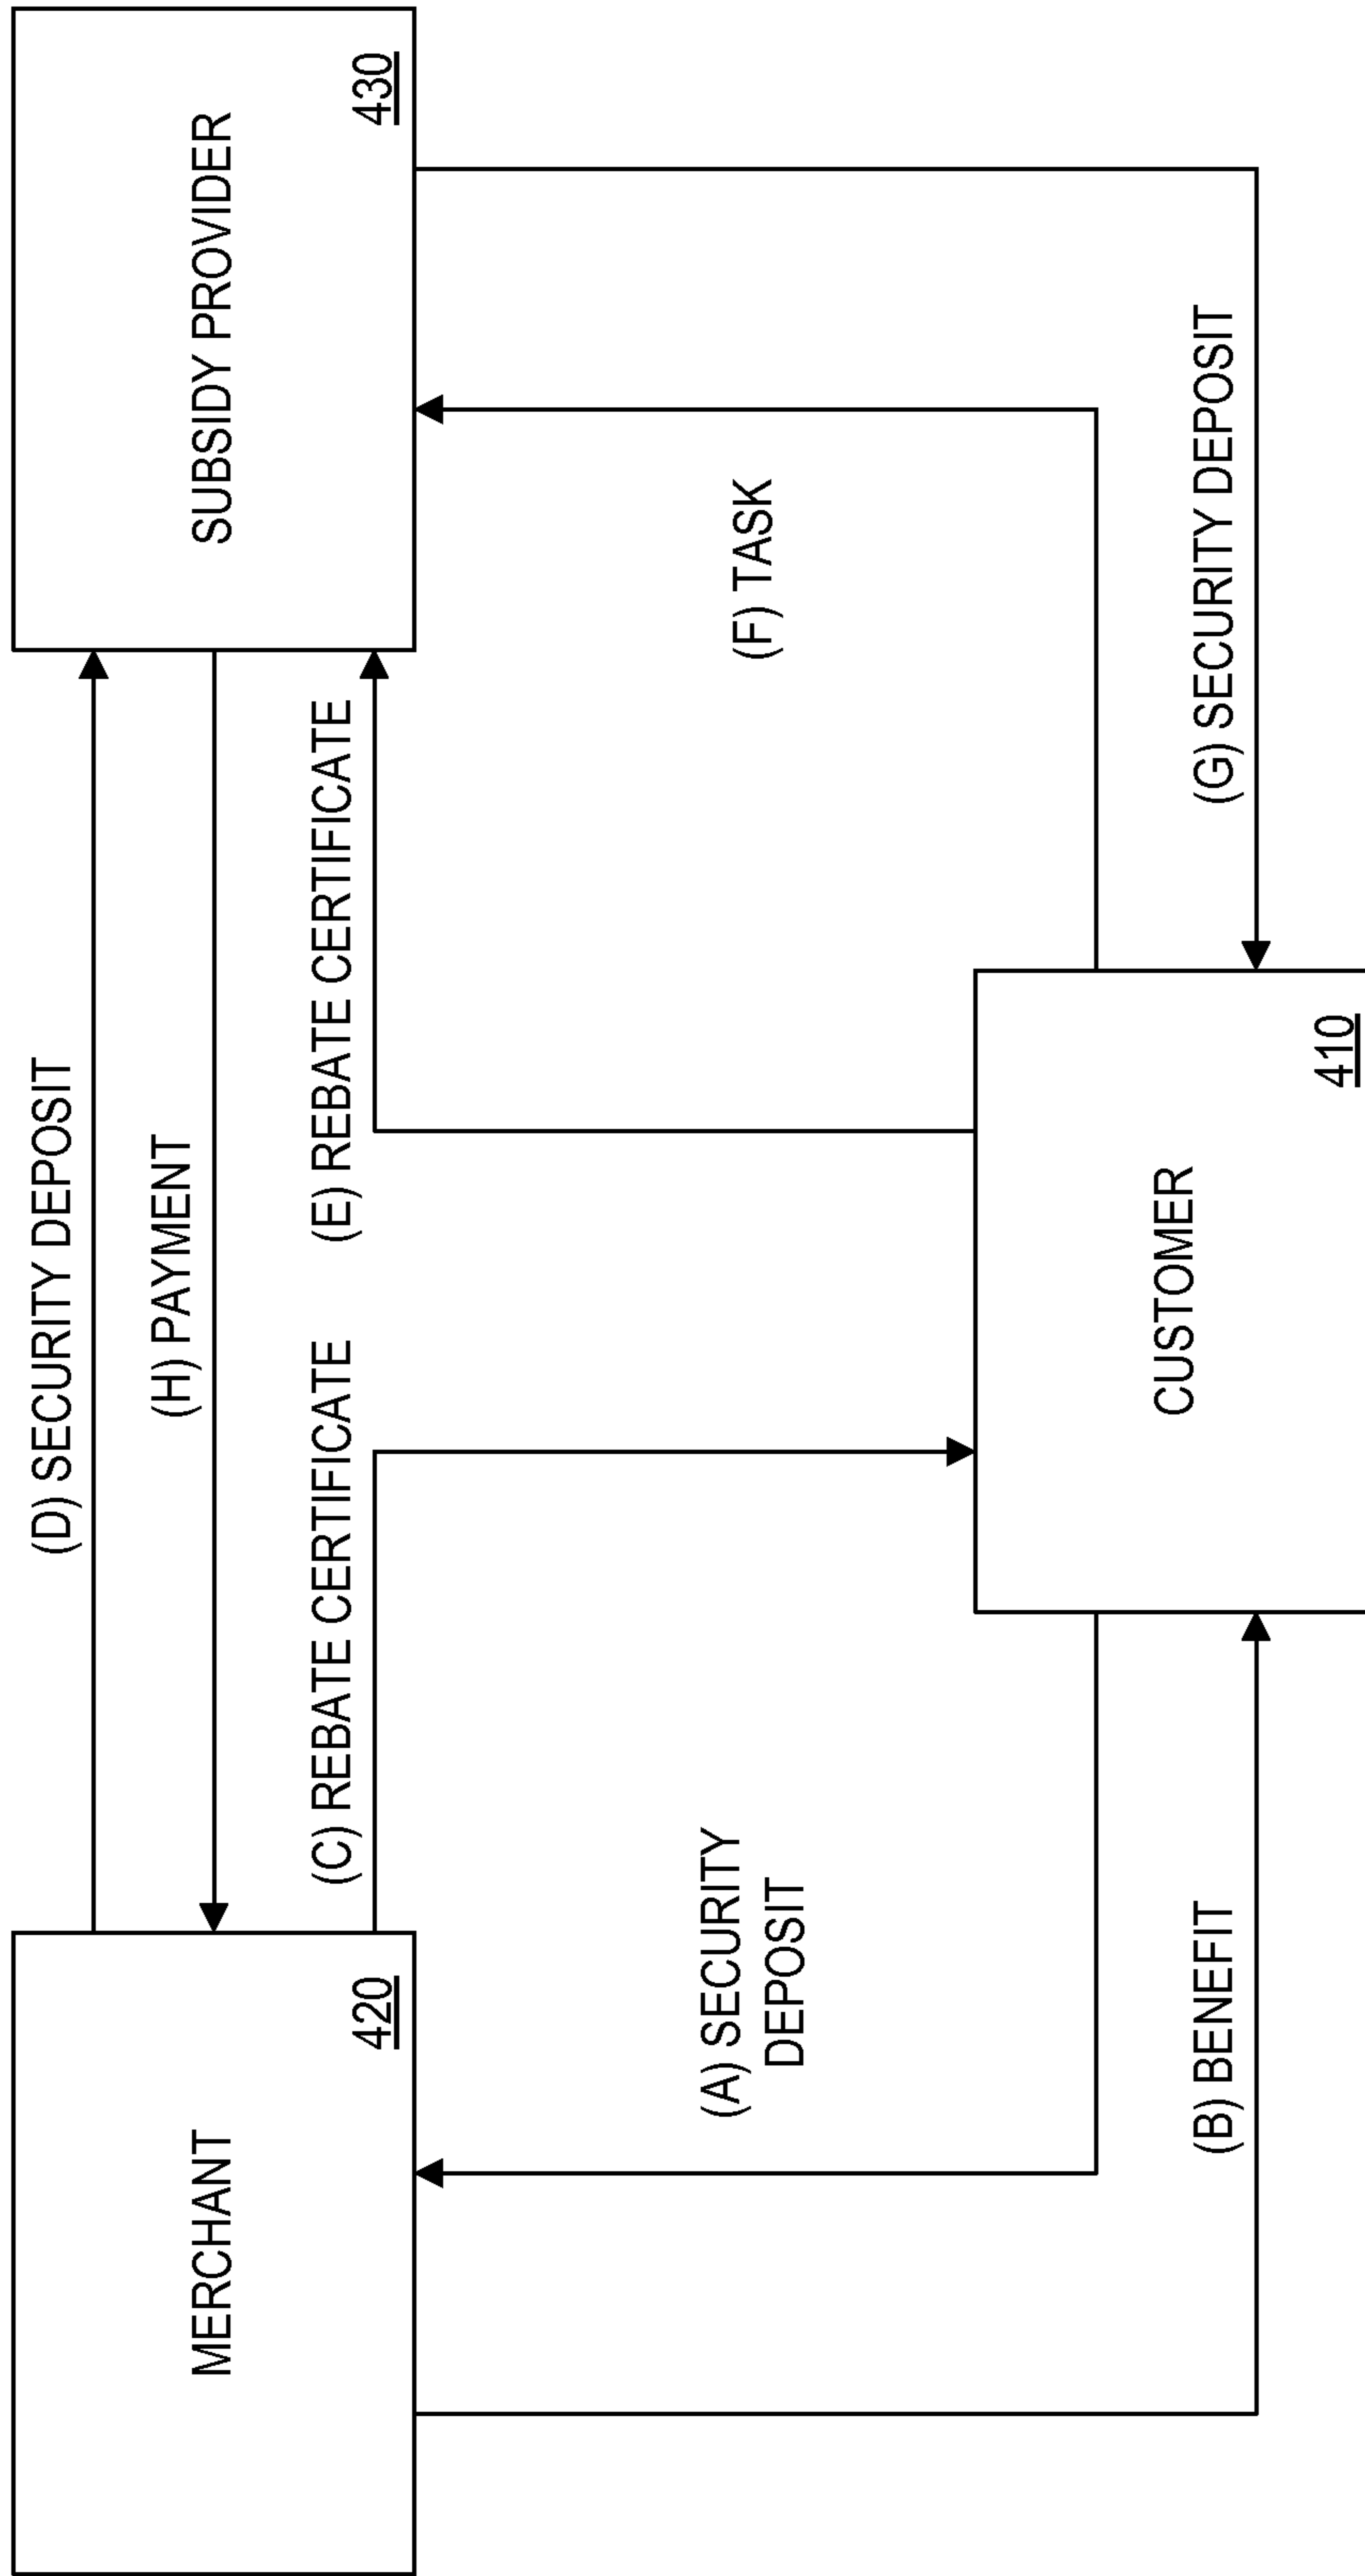 (D) SECURITY DEPOSIT
(H) PAYMENT
MERCHANT
420
SUBSIDY PROVIDER
430
(C) REBATE CERTIFICATE
(E) REBATE CERTIFICATE
(A) SECURITY
DEPOSIT
(F) TASK
CUSTOMER
410
(B) BENEFIT
(G) SECURITY DEPOSIT